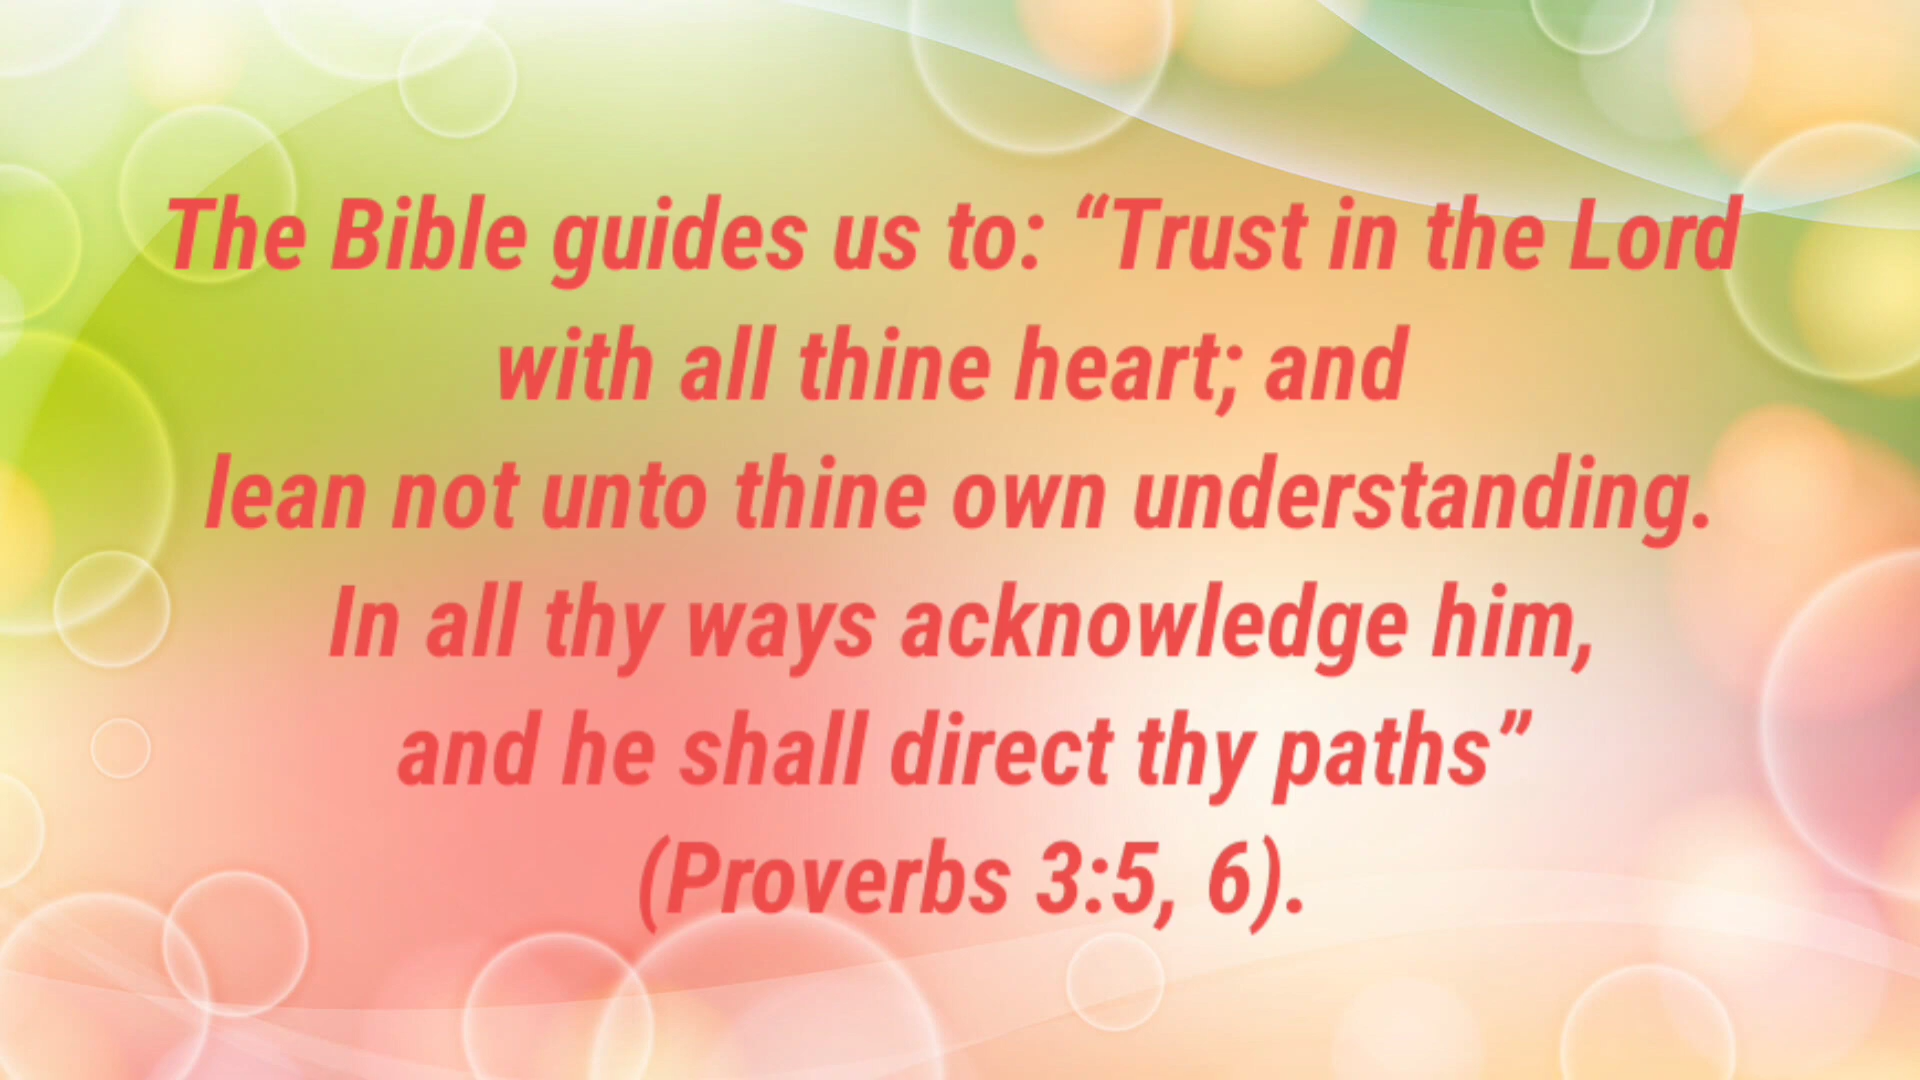 The Bible guides us to: “Trust in the Lord
with all thine heart; and
lean not unto thine own understanding.
In all thy ways acknowledge him,
and he shall direct thy paths”
(Proverbs 3:5, 6).